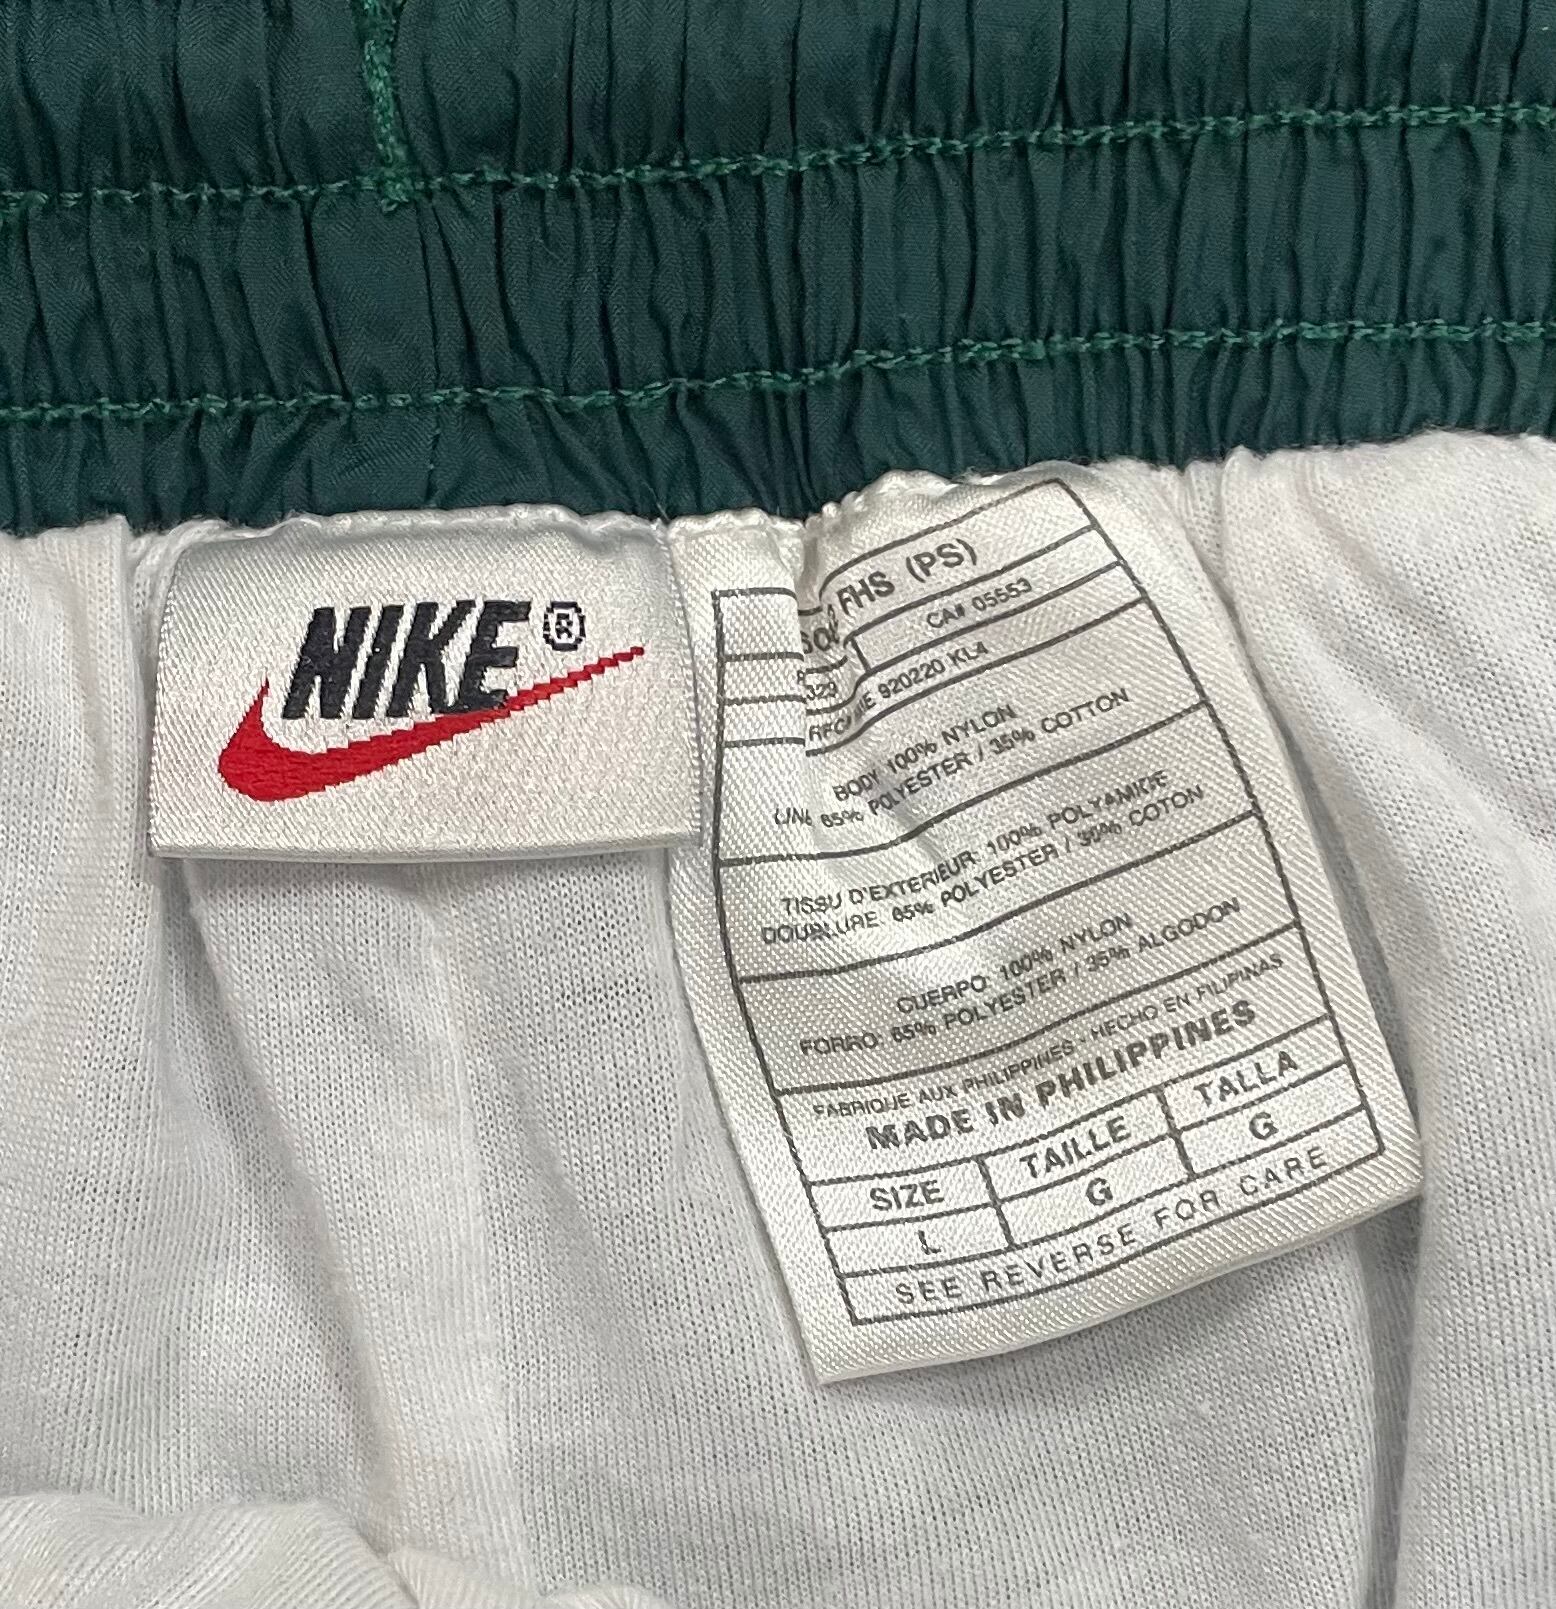 NIKE®
FHS (PS)
CA# 05553
329
920220 KL4
BODY 100% NYLON
65% POLYESTER / 35% COTTON
TISSU D'EXTERIEUR: 100% POLYAMIDE
DOUBLURE: 65% POLYESTER / 35% COTON
CUERPO: 100% NYLON
FORRO: 65% POLYESTER / 35% ALGODON
FABRIQUE AUX PHILIPPINES - HECHO EN FILIPINAS
MADE IN PHILIPPINES
SIZE TAILLE TALLA
L G G
SEE REVERSE FOR CARE